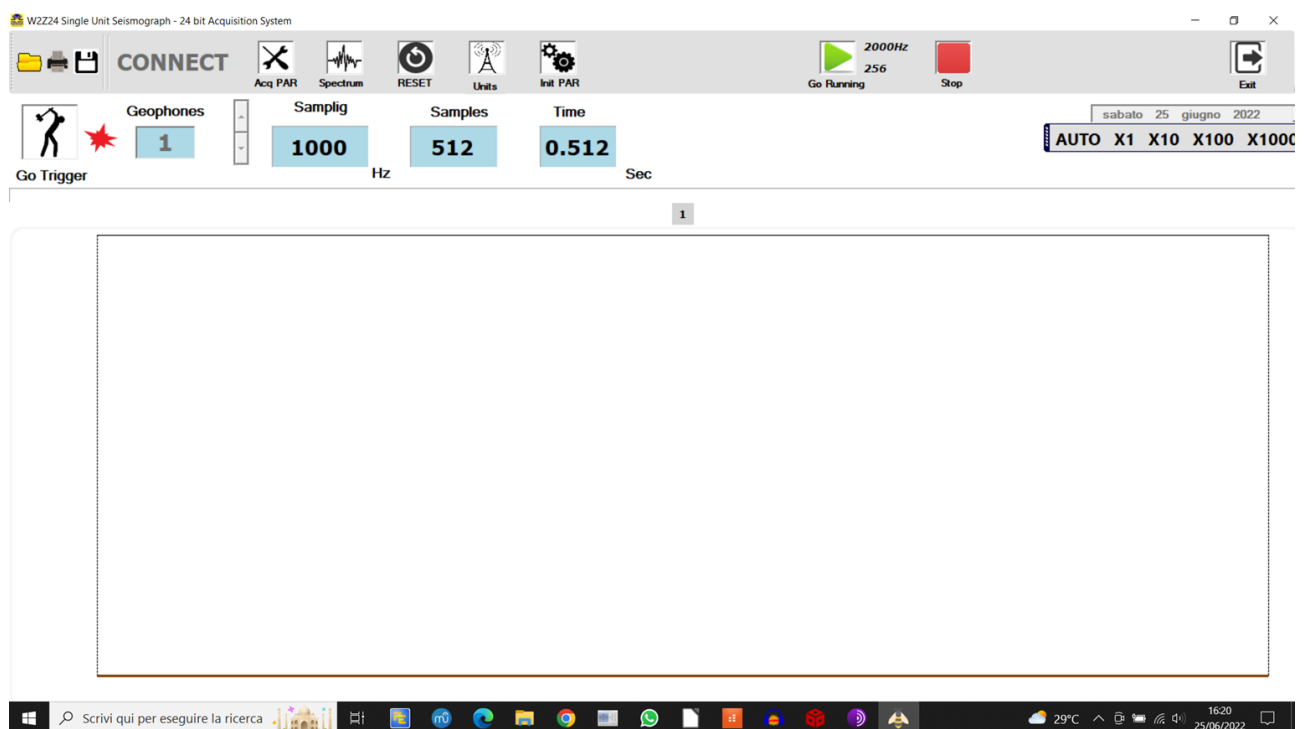 W2Z24 Single Unit Seismograph - 24 bit Acquisition System
CONNECT
Acq PAR
Spectrum
RESET
Units
Init PAR
Go Running
2000Hz
256
Stop
Exit
Go Trigger
Geophones
1
Samplig
1000
Hz
Samples
512
Time
0.512
Sec
sabato 25 giugno 2022
AUTO X1 X10 X100 X1000
1
Scrivi qui per eseguire la ricerca
29°C
16:20
25/06/2022